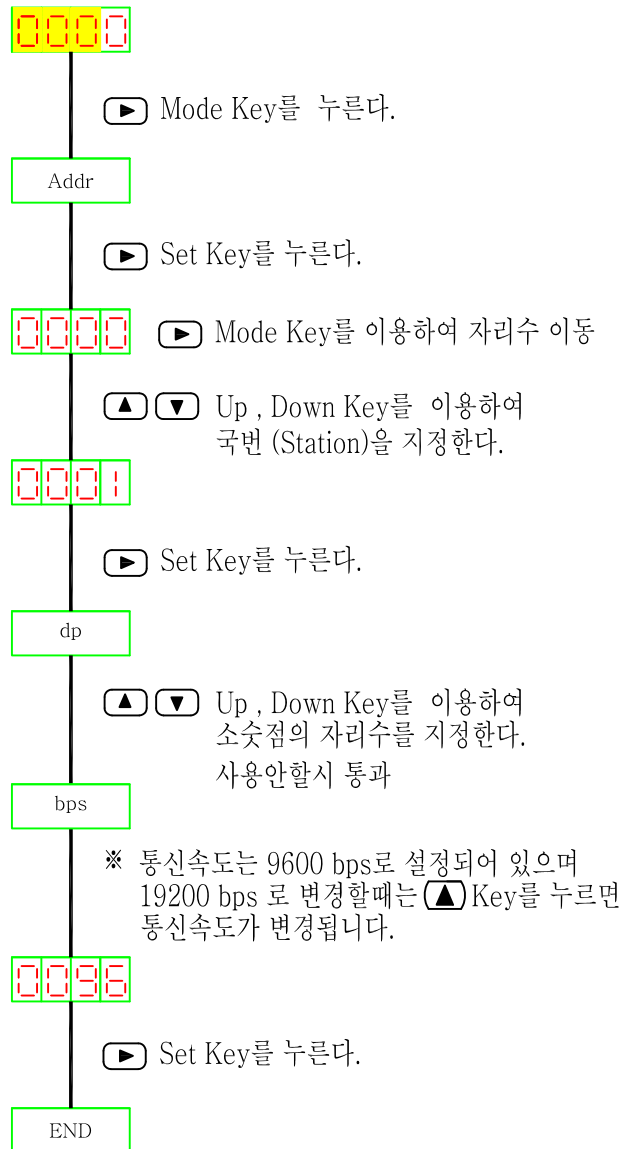 0000
Mode Key를 누른다.
Addr
Set Key를 누른다.
0000 Mode Key를 이용하여 자리수 이동
Up , Down Key를 이용하여
국번 (Station)을 지정한다.
0001
Set Key를 누른다.
dp
Up , Down Key를 이용하여
소숫점의 자리수를 지정한다.
사용안할시 통과
bps
※ 통신속도는 9600 bps로 설정되어 있으며
19200 bps 로 변경할때는 ▲ Key를 누르면
통신속도가 변경됩니다.
0096
Set Key를 누른다.
END